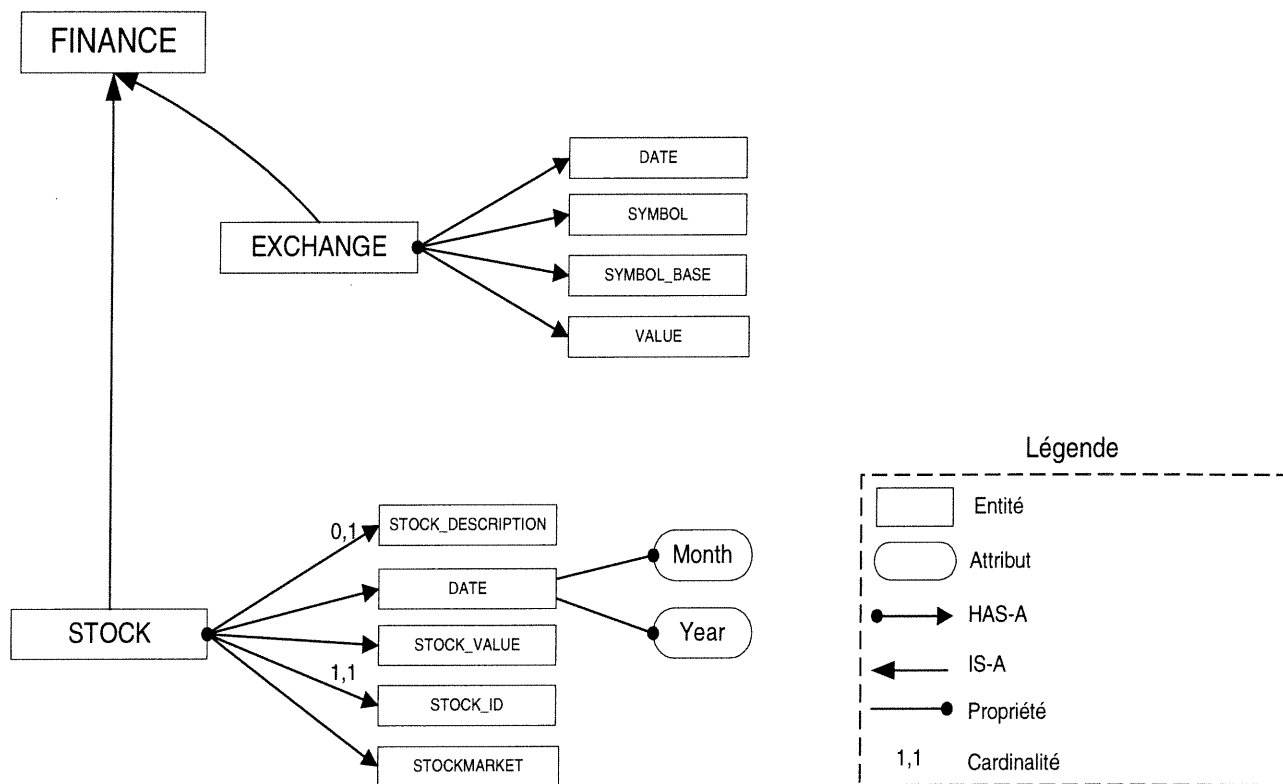 FINANCE
DATE
SYMBOL
EXCHANGE
SYMBOL_BASE
VALUE
Légende
0,1
STOCK_DESCRIPTION
Month
DATE
STOCK
STOCK_VALUE
Year
1,1
STOCK_ID
STOCKMARKET
Entité
Attribut
HAS-A
IS-A
Propriété
1,1 Cardinalité